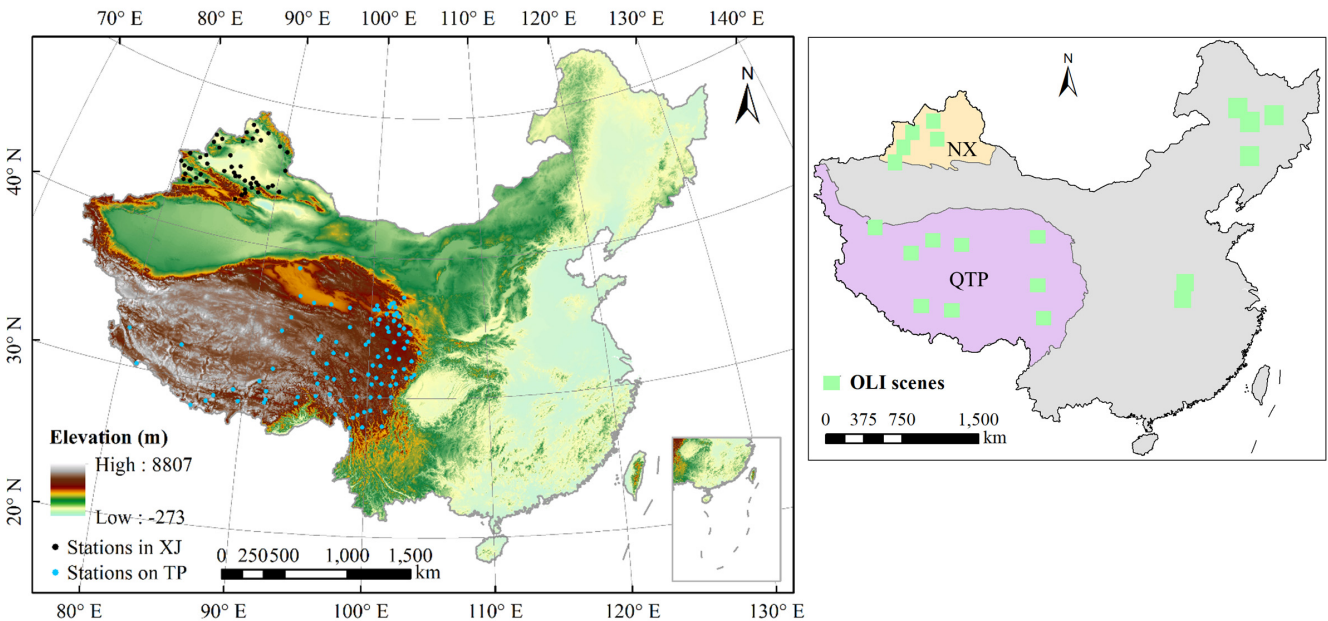 70° E 80° E 90° E 100° E 110° E 120° E 130° E 140° E
N
40° N
30° N
20° N
Elevation (m)
High : 8807
Low : -273
Stations in XJ
Stations on TP
0 250 500 1,000 1,500
km
80° E 90° E 100° E 110° E 120° E 130° E
N
NX
QTP
OLI scenes
0 375 750 1,500
km